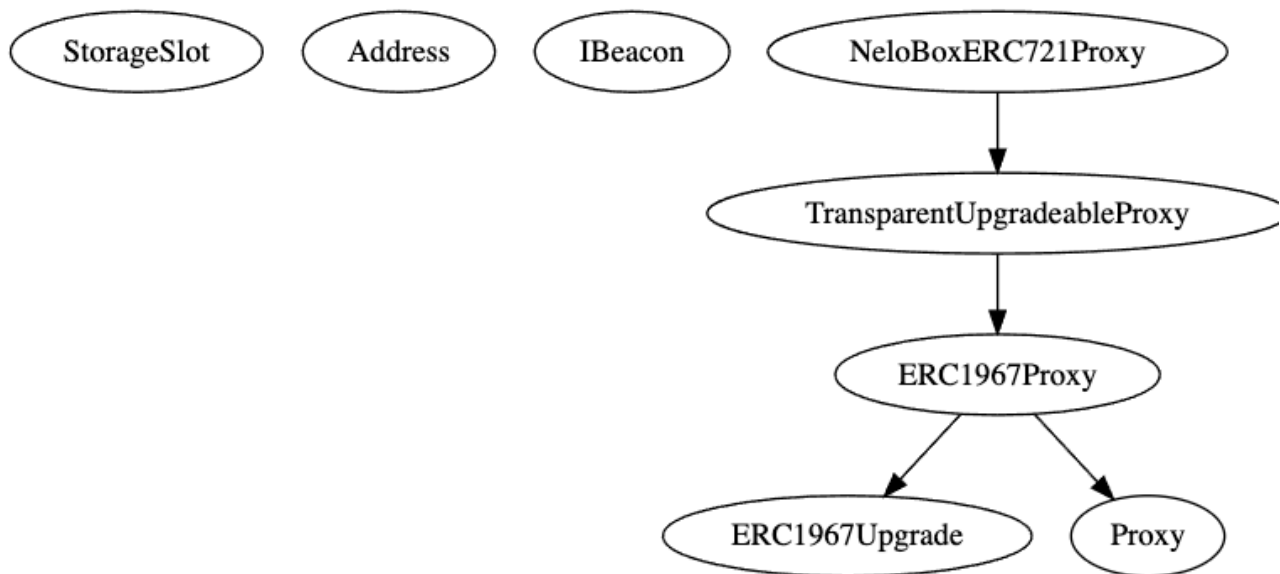 StorageSlot
Address
IBeacon
NeloBoxERC721Proxy
TransparentUpgradeableProxy
ERC1967Proxy
ERC1967Upgrade
Proxy